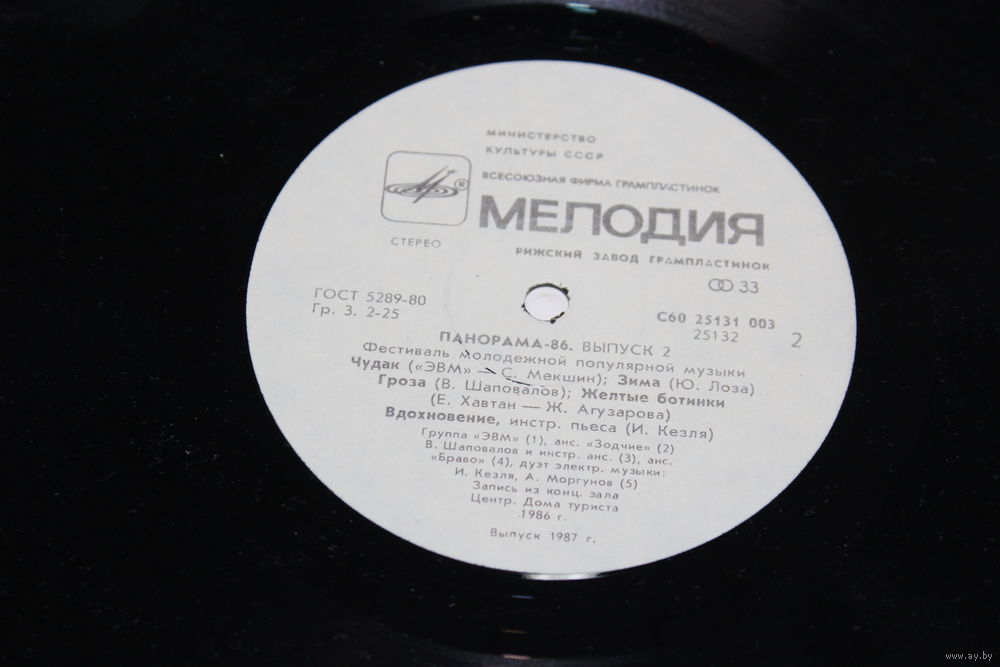 МИНИСТЕРСТВО
КУЛЬТУРЫ СССР
ВСЕСОЮЗНАЯ ФИРМА ГРАМПЛАСТИНОК
®
МЕЛОДИЯ
СТЕРЕО
РИЖСКИЙ ЗАВОД ГРАМПЛАСТИНОК
33
ГОСТ 5289-80
Гр. 3. 2-25
С60 25131 003
25132
2
ПАНОРАМА-86. ВЫПУСК 2
Фестиваль молодежной популярной музыки
Чудак («ЭВМ» — С. Мекшин); Зима (Ю. Лоза)
Гроза (В. Шаповалов); Желтые ботинки
(Е. Хавтан — Ж. Агузарова)
Вдохновение, инстр. пьеса (И. Кезля)
Группа «ЭВМ» (1), анс. «Зодчие» (2)
В. Шаповалов и инстр. анс. (3), анс.
«Браво» (4), дуэт электр. музыки:
И. Кезля, А. Моргунов (5)
Запись из конц. зала
Центр. Дома туриста
1986 г.
Выпуск 1987 г.
www.ay.by